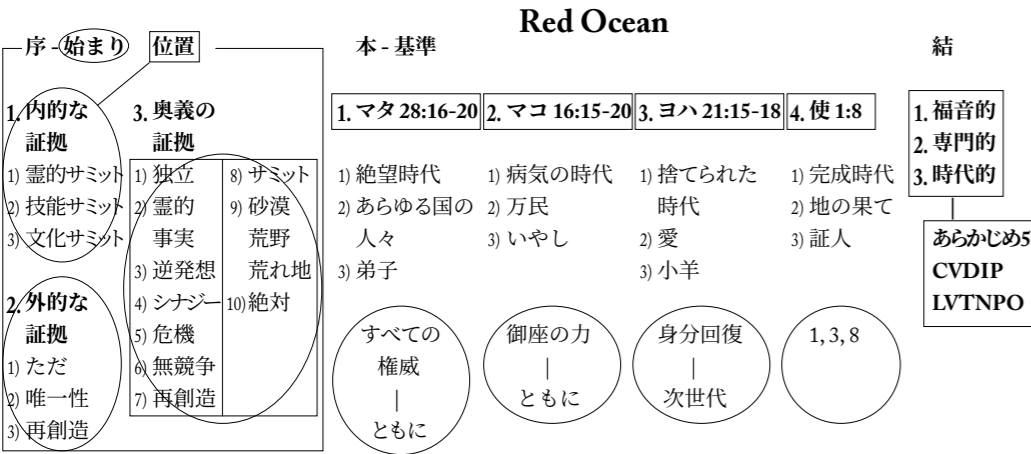 Red Ocean
序 - 始まり 位置
1. 内的な
証拠
1) 霊的サミット
2) 技能サミット
3) 文化サミット
2. 外的な
証拠
1) ただ
2) 唯一性
3) 再創造
3. 奥義の
証拠
1) 独立
2) 霊的
事実
3) 逆発想
4) シナジー
5) 危機
6) 無競争
7) 再創造
8) サミット
9) 砂漠
荒野
荒れ地
10) 絶対
本 - 基準
1. マタ 28:16-20
1) 絶望時代
2) あらゆる国の
人々
3) 弟子
すべての
権威
|
ともに
2. マコ 16:15-20
1) 病気の時代
2) 万民
3) いやし
御座の力
|
ともに
3. ヨハ 21:15-18
1) 捨てられた
時代
2) 愛
3) 小羊
身分回復
|
次世代
4. 使 1:8
1) 完成時代
2) 地の果て
3) 証人
1, 3, 8
結
1. 福音的
2. 専門的
3. 時代的
あらかじめ5
CVDIP
LVTNPO